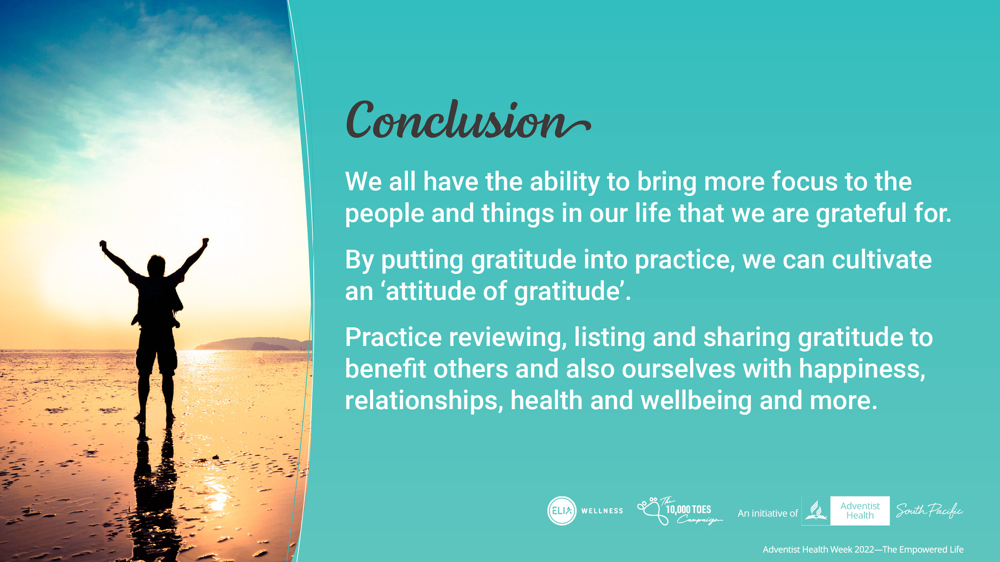 Conclusion
We all have the ability to bring more focus to the
people and things in our life that we are grateful for.
By putting gratitude into practice, we can cultivate
an ‘attitude of gratitude’.
Practice reviewing, listing and sharing gratitude to
benefit others and also ourselves with happiness,
relationships, health and wellbeing and more.
ELIA WELLNESS
The
10,000 TOES
Campaign
An initiative of
Adventist
Health
South Pacific
Adventist Health Week 2022—The Empowered Life